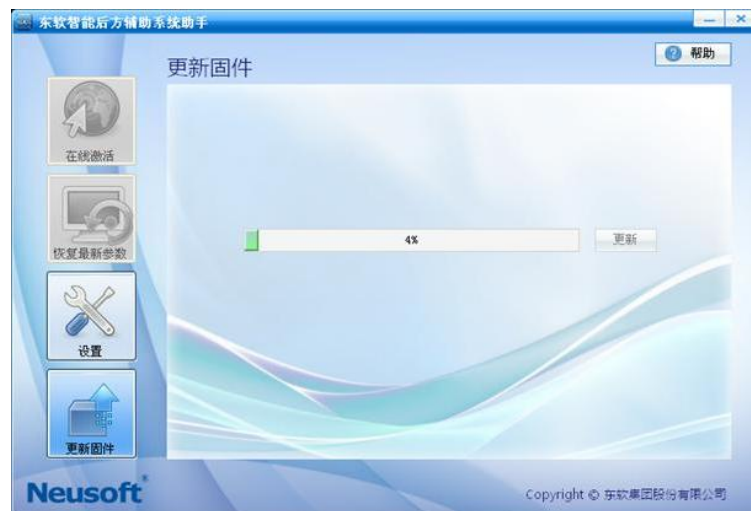 东软智能后方辅助系统助手
帮助
更新固件
在线激活
恢复最新参数
4%
更新
设置
更新固件
Neusoft
Copyright © 东软集团股份有限公司